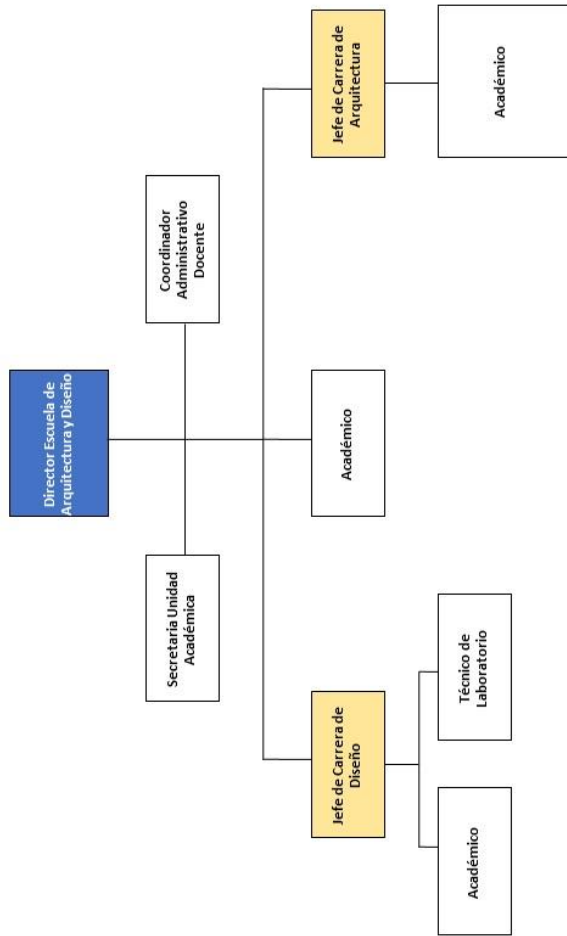 Director Escuela de
Arquitectura y Diseño
Secretaria Unidad
Académica
Coordinador
Administrativo
Docente
Jefe de Carrera de
Diseño
Académico
Jefe de Carrera de
Arquitectura
Académico
Técnico de
Laboratorio
Académico